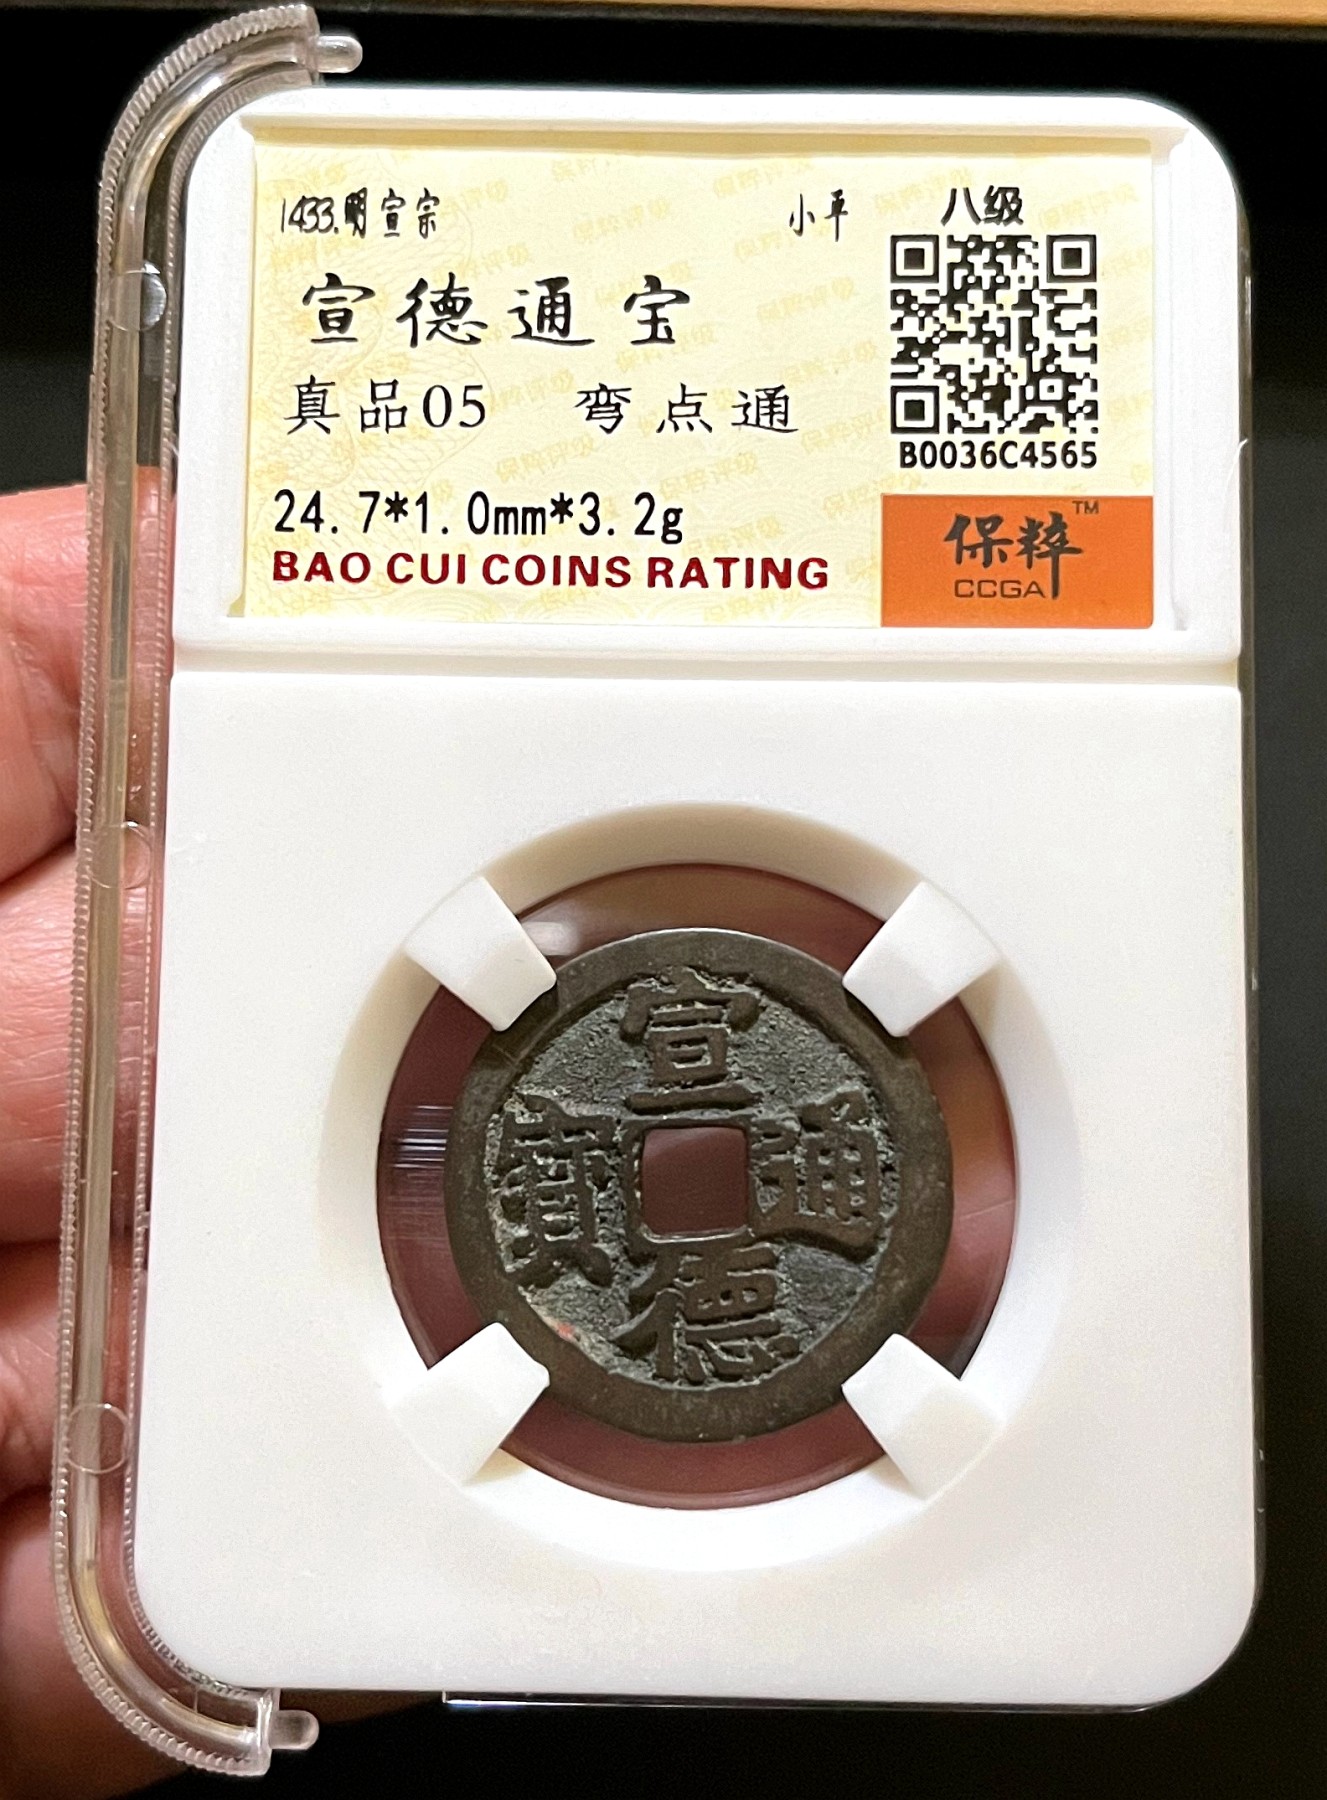 1433.明宣宗 小平 八级
宣德通宝
真品05 弯点通
B0036C4565
24.7*1.0mm*3.2g
BAO CUI COINS RATING
保粹™
CCGA
宣
寶 通
德